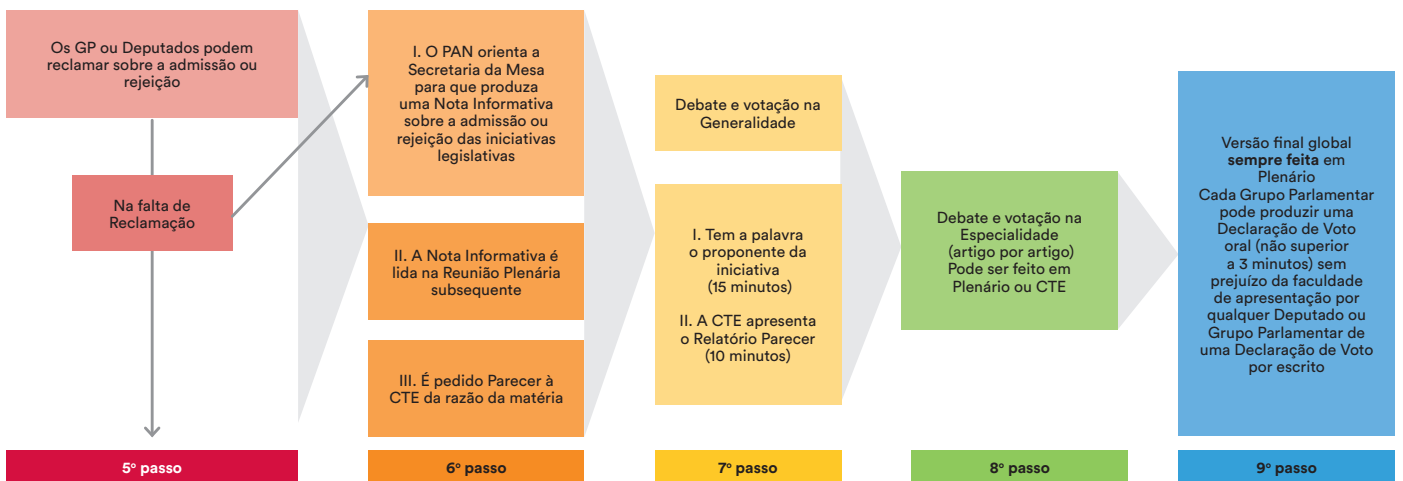 Os GP ou Deputados podem
reclamar sobre a admissão ou
rejeição
Na falta de
Reclamação
5º passo
I. O PAN orienta a
Secretaria da Mesa
para que produza
uma Nota Informativa
sobre a admissão ou
rejeição das iniciativas
legislativas
II. A Nota Informativa é
lida na Reunião Plenária
subsequente
III. É pedido Parecer à
CTE da razão da matéria
6º passo
Debate e votação na
Generalidade
I. Tem a palavra
o proponente da
iniciativa
(15 minutos)
II. A CTE apresenta
o Relatório Parecer
(10 minutos)
7º passo
Debate e votação na
Especialidade
(artigo por artigo)
Pode ser feito em
Plenário ou CTE
8º passo
Versão final global
sempre feita em
Plenário
Cada Grupo Parlamentar
pode produzir uma
Declaração de Voto
oral (não superior
a 3 minutos) sem
prejuízo da faculdade
de apresentação por
qualquer Deputado ou
Grupo Parlamentar de
uma Declaração de Voto
por escrito
9º passo